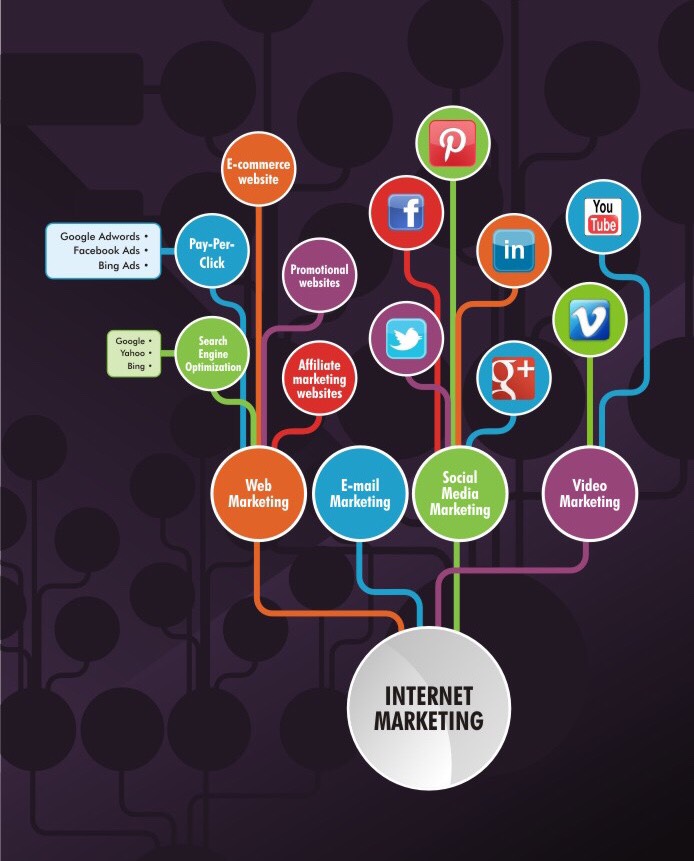 E-commerce
website
Google Adwords •
Facebook Ads •
Bing Ads •
Pay-Per-
Click
Promotional
websites
Google •
Yahoo •
Bing •
Search
Engine
Optimization
Affiliate
marketing
websites
f
in
You
Tube
V
g+
Web
Marketing
E-mail
Marketing
Social
Media
Marketing
Video
Marketing
INTERNET
MARKETING